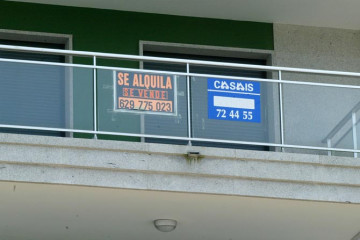 SE ALQUILA
SE VENDE
629 775 023
CASAIS
72 44 55